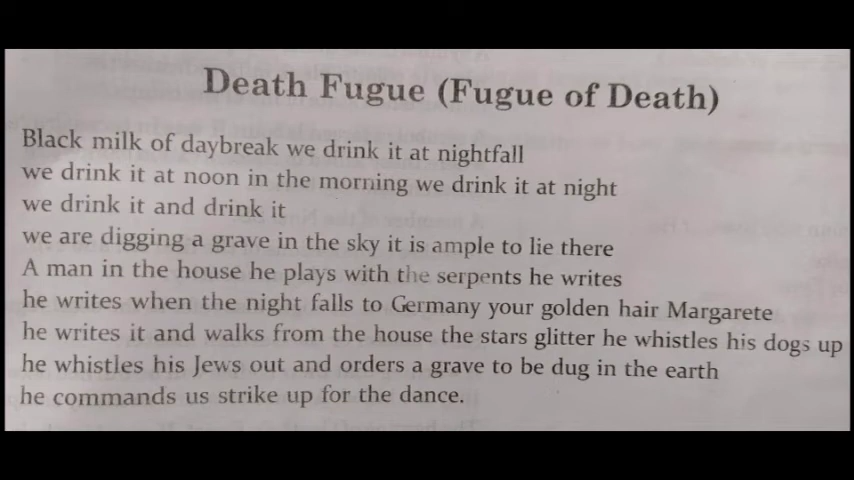 Death Fugue (Fugue of Death)
Black milk of daybreak we drink it at nightfall
we drink it at noon in the morning we drink it at night
we drink it and drink it
we are digging a grave in the sky it is ample to lie there
A man in the house he plays with the serpents he writes
he writes when the night falls to Germany your golden hair Margarete
he writes it and walks from the house the stars glitter he whistles his dogs up
he whistles his Jews out and orders a grave to be dug in the earth
he commands us strike up for the dance.